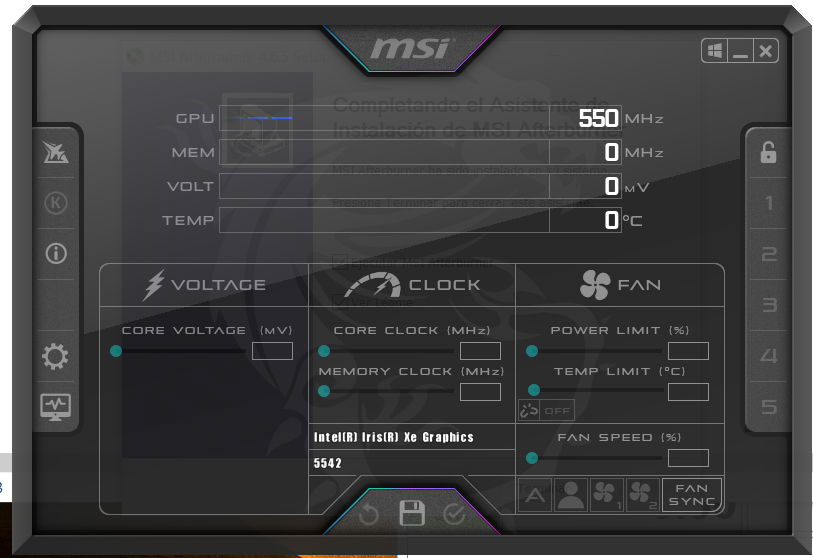 msi
Completando el Asistente de
Instalación de MSI Afterburner
GPU 550 MHz
MEM 0 MHz
VOLT 0 MV
TEMP 0 °C
K
1
2
3
4
5
VOLTAGE CLOCK FAN
CORE VOLTAGE (MV) CORE CLOCK (MHz) POWER LIMIT (%)
MEMORY CLOCK (MHz) TEMP LIMIT (°C)
OFF
Intel(R) Iris(R) Xe Graphics FAN SPEED (%)
5542
A 1 2 FAN
SYNC